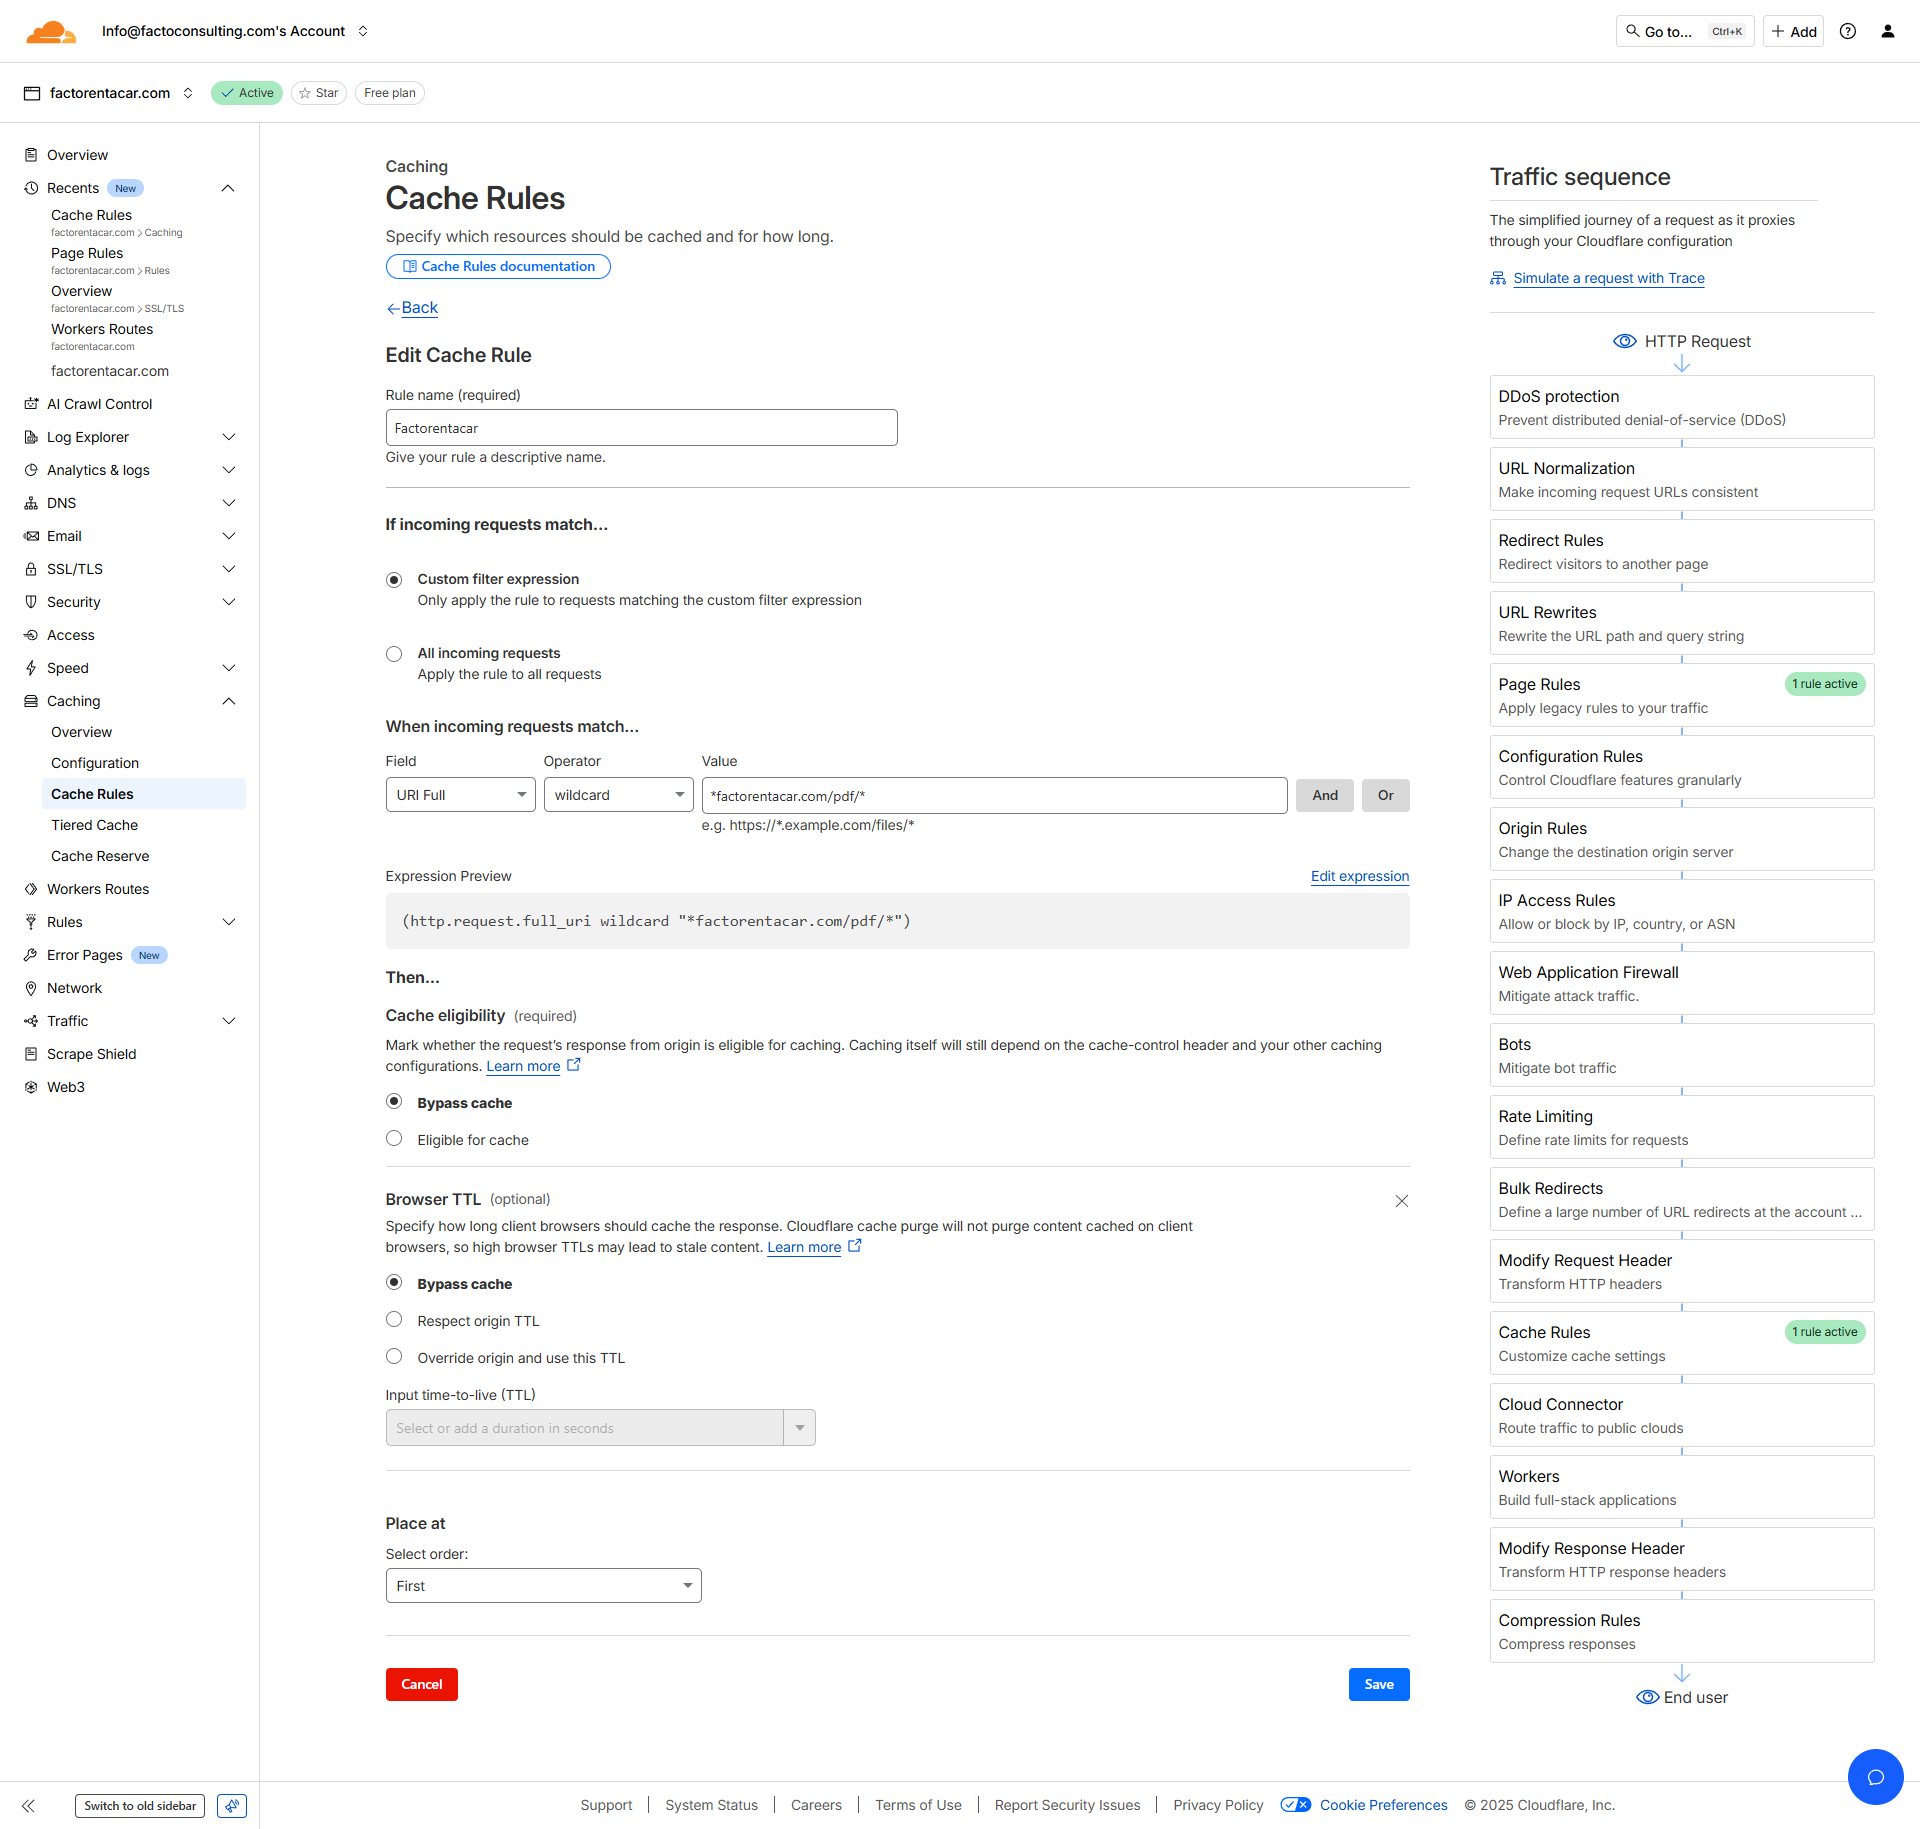 Info@factoconsulting.com's Account
Go to... Ctrl+K
Add
factorentacar.com
Active
Star
Free plan
Overview
Recents New
Cache Rules
factorentacar.com > Caching
Page Rules
factorentacar.com > Rules
Overview
factorentacar.com > SSL/TLS
Workers Routes
factorentacar.com
factorentacar.com
AI Crawl Control
Log Explorer
Analytics & logs
DNS
Email
SSL/TLS
Security
Access
Speed
Caching
Overview
Configuration
Cache Rules
Tiered Cache
Cache Reserve
Workers Routes
Rules
Error Pages New
Network
Traffic
Scrape Shield
Web3
Switch to old sidebar
Caching
Cache Rules
Specify which resources should be cached and for how long.
Cache Rules documentation
Back
Edit Cache Rule
Rule name (required)
Factorentacar
Give your rule a descriptive name.
If incoming requests match...
Custom filter expression
Only apply the rule to requests matching the custom filter expression
All incoming requests
Apply the rule to all requests
When incoming requests match...
Field Operator Value
URI Full wildcard *factorentacar.com/pdf/* And Or
e.g. https://*.example.com/files/*
Expression Preview Edit expression
(http.request.full_uri wildcard "*factorentacar.com/pdf/*")
Then...
Cache eligibility (required)
Mark whether the request's response from origin is eligible for caching. Caching itself will still depend on the cache-control header and your other caching
configurations. Learn more
Bypass cache
Eligible for cache
Browser TTL (optional)
Specify how long client browsers should cache the response. Cloudflare cache purge will not purge content cached on client
browsers, so high browser TTLs may lead to stale content. Learn more
Bypass cache
Respect origin TTL
Override origin and use this TTL
Input time-to-live (TTL)
Select or add a duration in seconds
Place at
Select order:
First
Cancel
Save
Traffic sequence
The simplified journey of a request as it proxies
through your Cloudflare configuration
Simulate a request with Trace
HTTP Request
DDoS protection
Prevent distributed denial-of-service (DDoS)
URL Normalization
Make incoming request URLs consistent
Redirect Rules
Redirect visitors to another page
URL Rewrites
Rewrite the URL path and query string
Page Rules 1 rule active
Apply legacy rules to your traffic
Configuration Rules
Control Cloudflare features granularly
Origin Rules
Change the destination origin server
IP Access Rules
Allow or block by IP, country, or ASN
Web Application Firewall
Mitigate attack traffic.
Bots
Mitigate bot traffic
Rate Limiting
Define rate limits for requests
Bulk Redirects
Define a large number of URL redirects at the account ...
Modify Request Header
Transform HTTP headers
Cache Rules 1 rule active
Customize cache settings
Cloud Connector
Route traffic to public clouds
Workers
Build full-stack applications
Modify Response Header
Transform HTTP response headers
Compression Rules
Compress responses
End user
Support System Status Careers Terms of Use Report Security Issues Privacy Policy Cookie Preferences © 2025 Cloudflare, Inc.